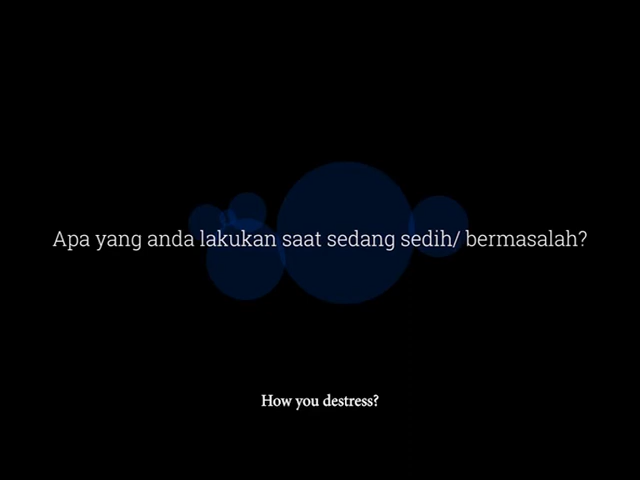 Apa yang anda lakukan saat sedang sedih/ bermasalah?
How you destress?